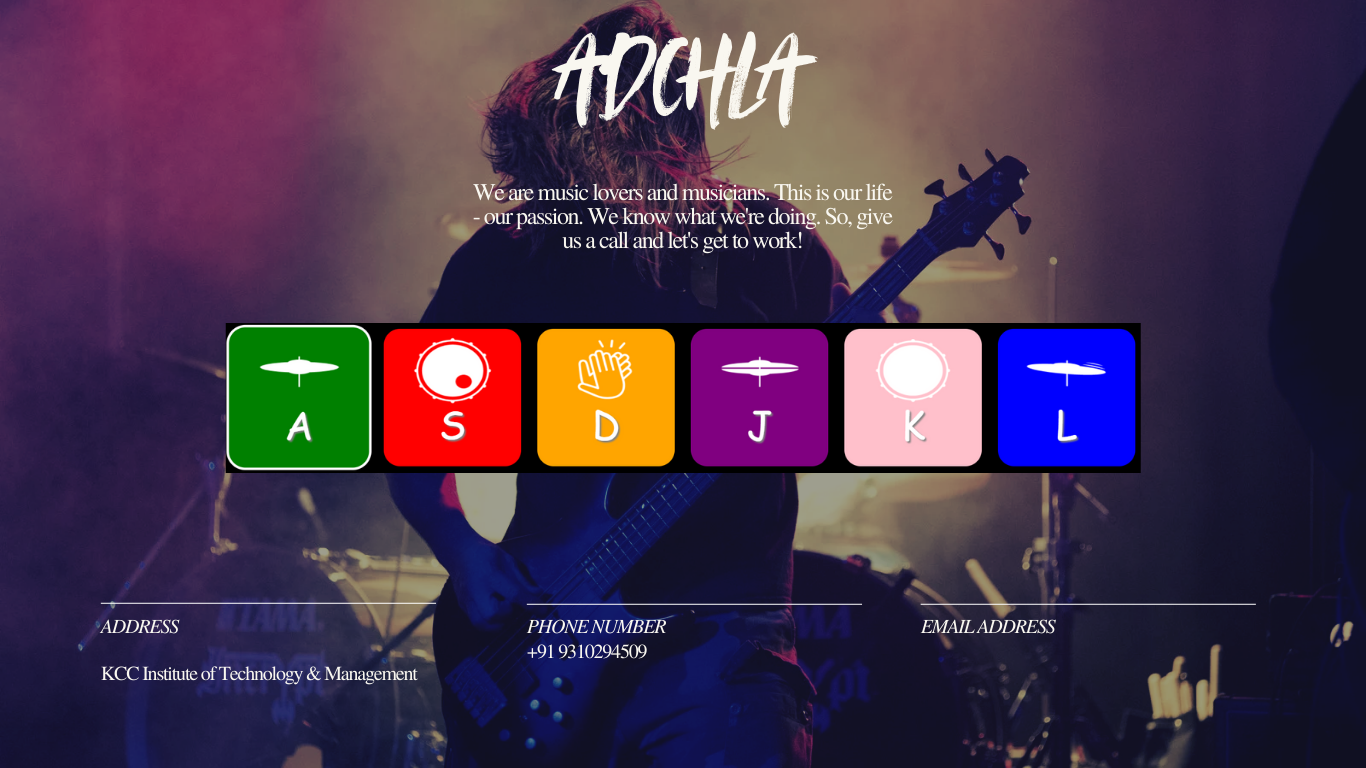 ADCHLA
We are music lovers and musicians. This is our life
- our passion. We know what we're doing. So, give
us a call and let's get to work!
A S D J K L
ADDRESS
KCC Institute of Technology & Management
PHONE NUMBER
+91 9310294509
EMAIL ADDRESS
TAMA